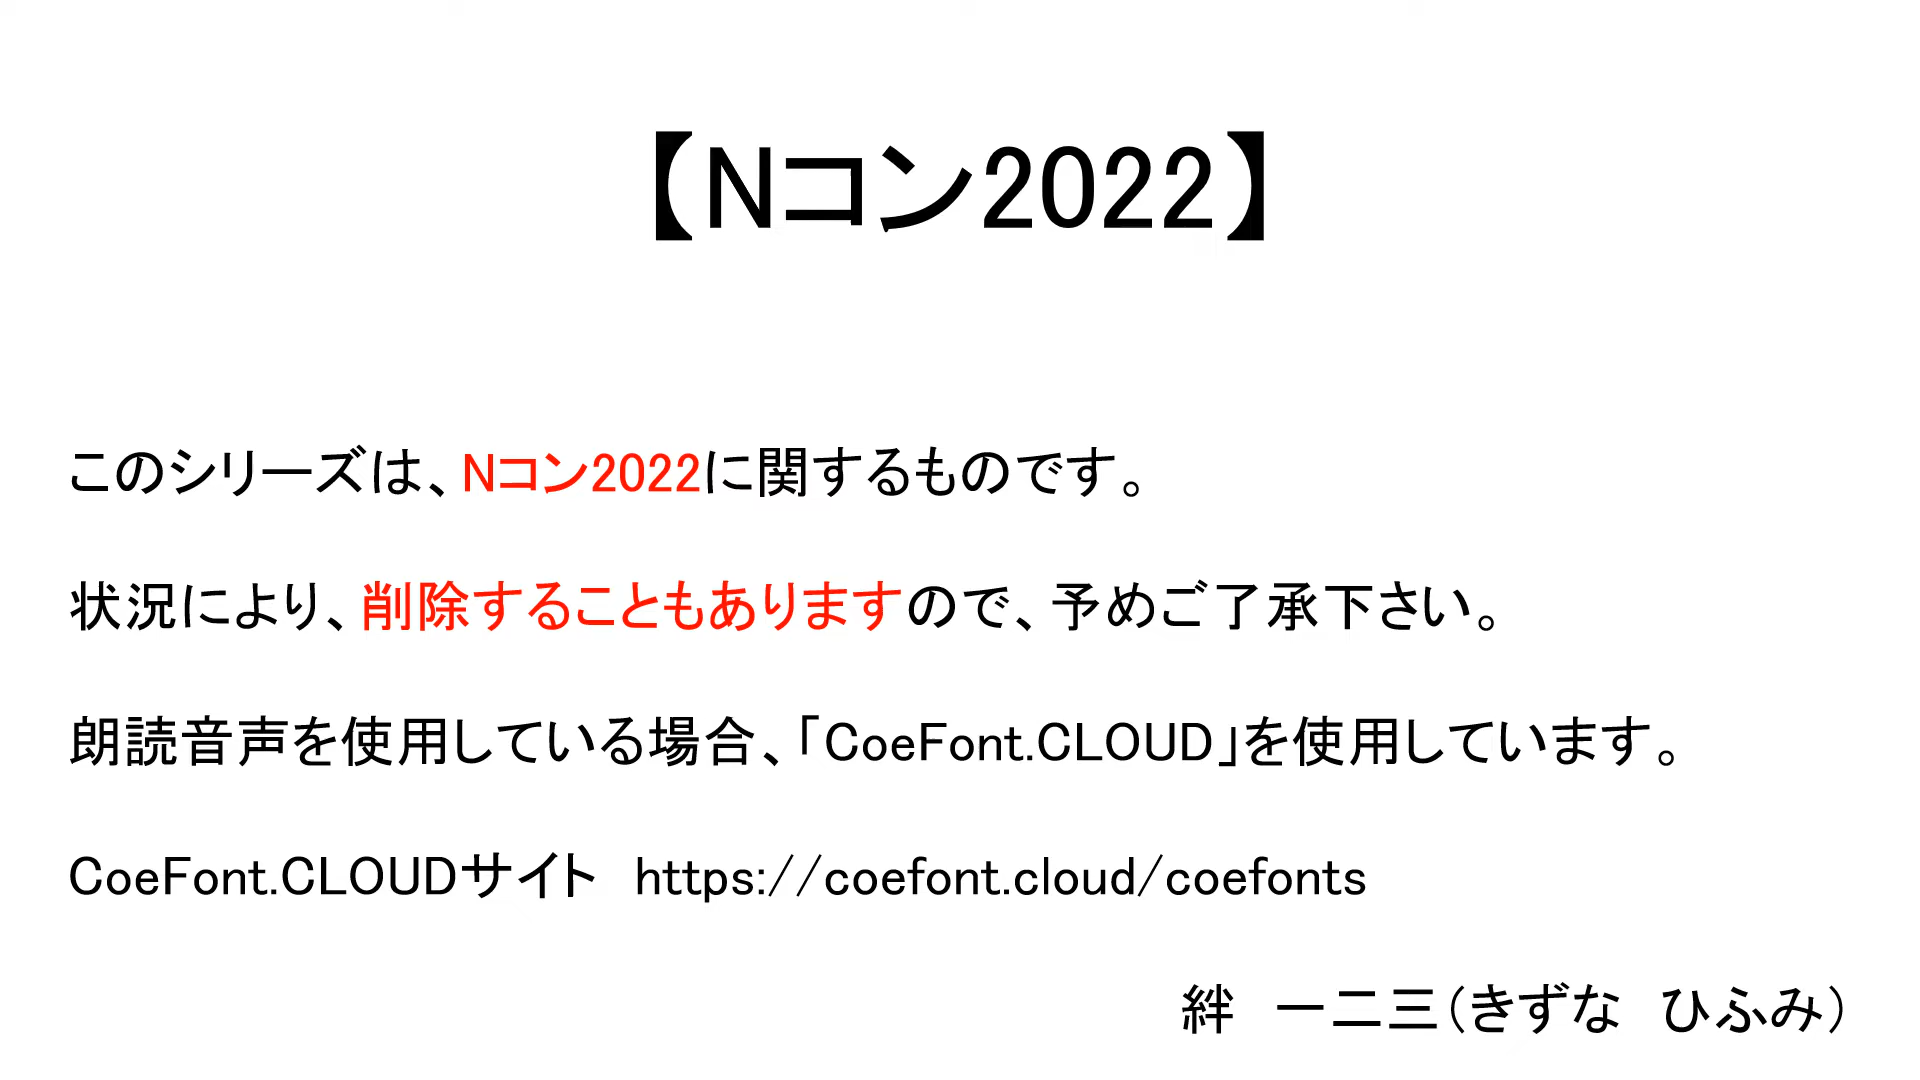 【Nコン2022】
このシリーズは、Nコン2022に関するものです。
状況により、削除することもありますので、予めご了承下さい。
朗読音声を使用している場合、「CoeFont.CLOUD」を使用しています。
CoeFont.CLOUDサイト　https://coefont.cloud/coefonts
絆　一二三（きずな　ひふみ）